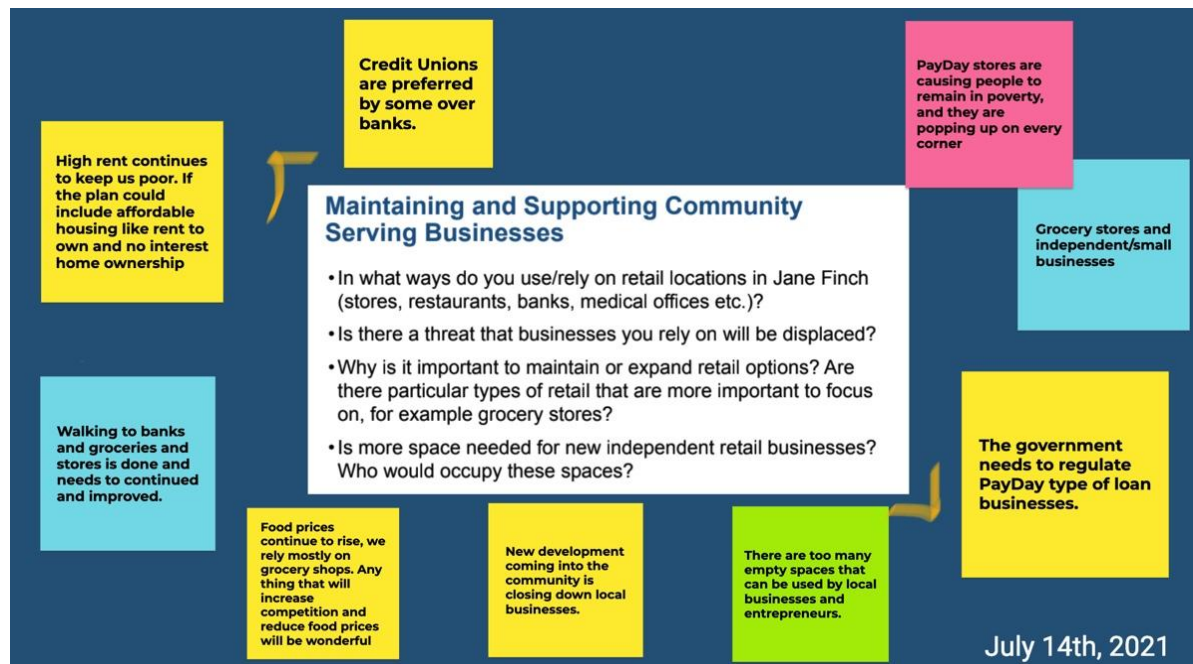 Credit Unions
are preferred
by some over
banks.
PayDay stores are
causing people to
remain in poverty,
and they are
popping up on every
corner
High rent continues
to keep us poor. If
the plan could
include affordable
housing like rent to
own and no interest
home ownership
Grocery stores and
independent/small
businesses
Maintaining and Supporting Community
Serving Businesses
• In what ways do you use/rely on retail locations in Jane Finch
(stores, restaurants, banks, medical offices etc.)?
• Is there a threat that businesses you rely on will be displaced?
• Why is it important to maintain or expand retail options? Are
there particular types of retail that are more important to focus
on, for example grocery stores?
• Is more space needed for new independent retail businesses?
Who would occupy these spaces?
Walking to banks
and groceries and
stores is done and
needs to continued
and improved.
The government
needs to regulate
PayDay type of loan
businesses.
Food prices
continue to rise, we
rely mostly on
grocery shops. Any
thing that will
increase
competition and
reduce food prices
will be wonderful
New development
coming into the
community is
closing down local
businesses.
There are too many
empty spaces that
can be used by local
businesses and
entrepreneurs.
July 14th, 2021